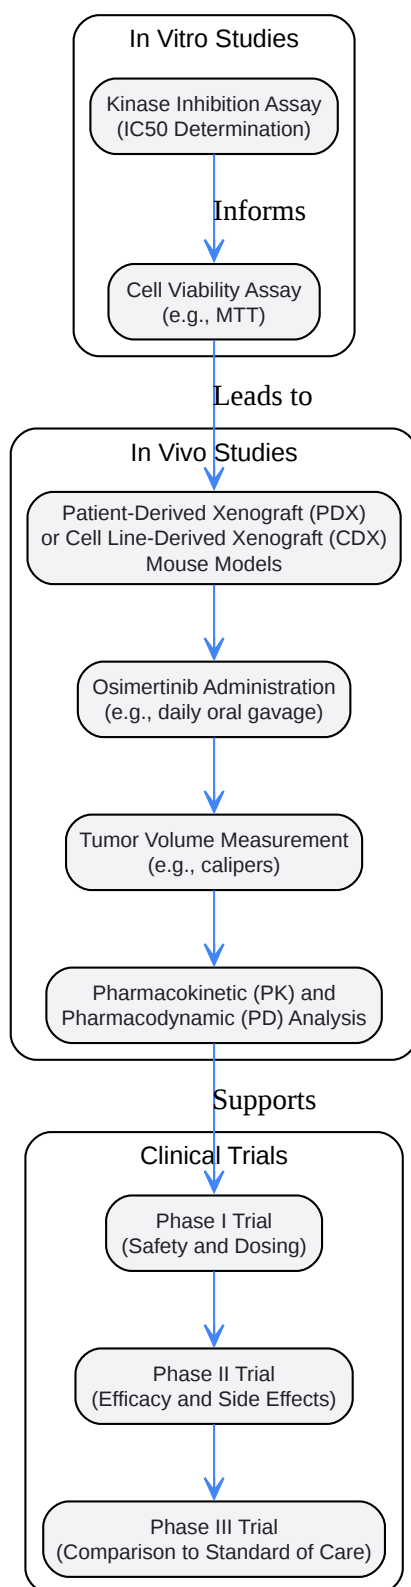 In Vitro Studies
Kinase Inhibition Assay
(IC50 Determination)
Informs
Cell Viability Assay
(e.g., MTT)
Leads to
In Vivo Studies
Patient-Derived Xenograft (PDX)
or Cell Line-Derived Xenograft (CDX)
Mouse Models
Osimertinib Administration
(e.g., daily oral gavage)
Tumor Volume Measurement
(e.g., calipers)
Pharmacokinetic (PK) and
Pharmacodynamic (PD) Analysis
Supports
Clinical Trials
Phase I Trial
(Safety and Dosing)
Phase II Trial
(Efficacy and Side Effects)
Phase III Trial
(Comparison to Standard of Care)